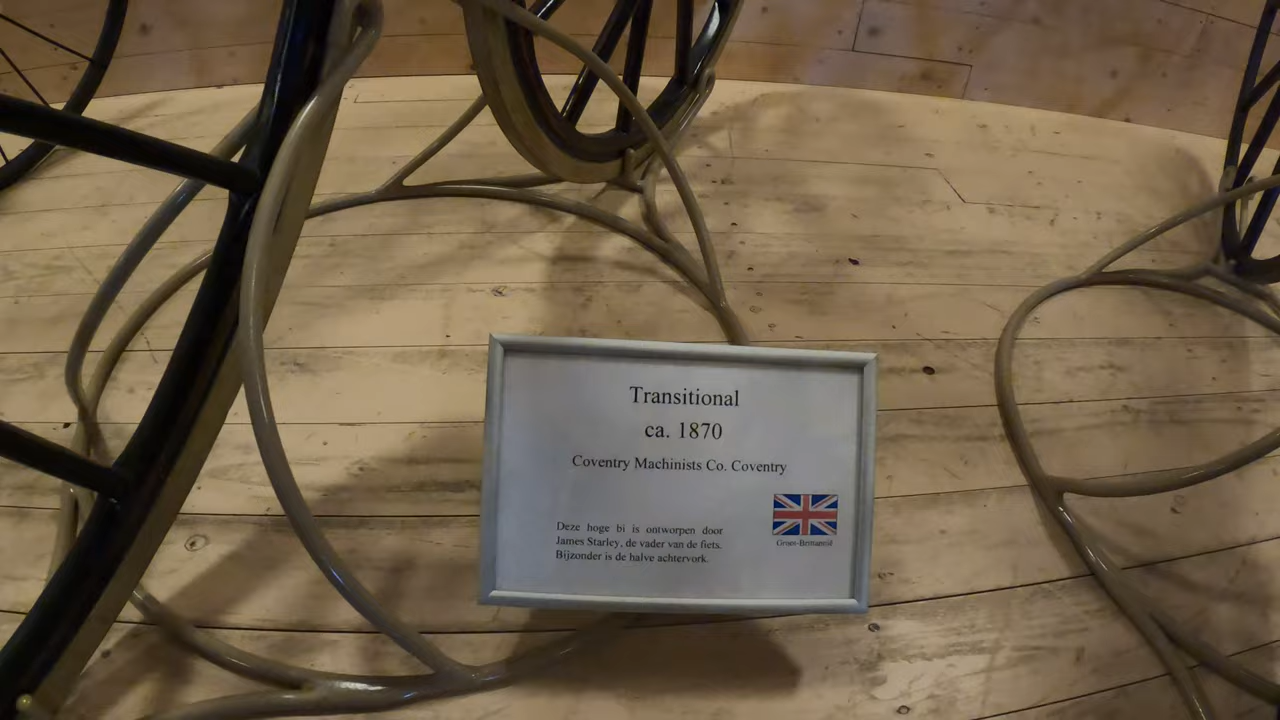 Transitional
ca. 1870
Coventry Machinists Co. Coventry
Deze hoge bi is ontworpen door
James Starley, de vader van de fiets.
Bijzonder is de halve achtervork.
Groot-Brittannië